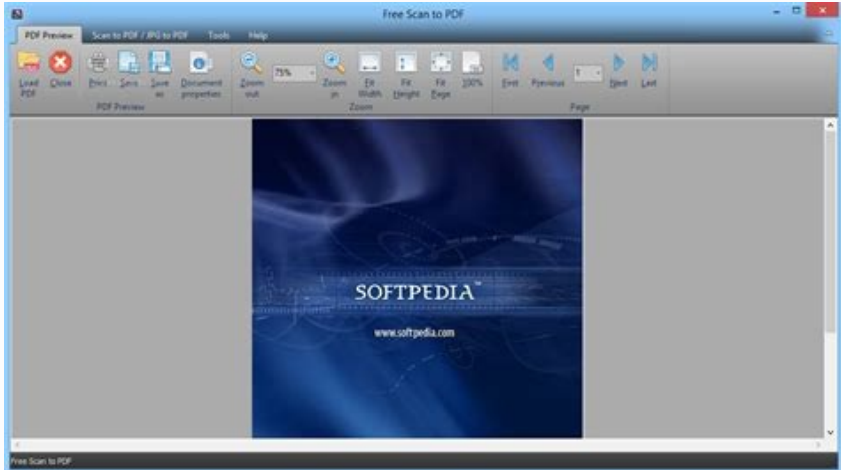 Free Scan to PDF
PDF Preview Scan to PDF / JPG to PDF Tools Help
Load PDF Close Print Save Save as Document properties Zoom out 75% Zoom in Fit Width Fit Height Fit Page 100% First Previous 1 Next Last
PDF Preview Zoom Page
SOFTPEDIA™
www.softpedia.com
Free Scan to PDF